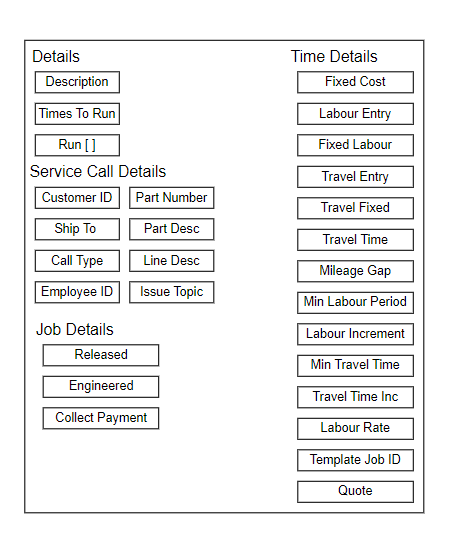 Details
Description
Times To Run
Run [ ]
Service Call Details
Customer ID
Part Number
Ship To
Part Desc
Call Type
Line Desc
Employee ID
Issue Topic
Job Details
Released
Engineered
Collect Payment
Time Details
Fixed Cost
Labour Entry
Fixed Labour
Travel Entry
Travel Fixed
Travel Time
Mileage Gap
Min Labour Period
Labour Increment
Min Travel Time
Travel Time Inc
Labour Rate
Template Job ID
Quote